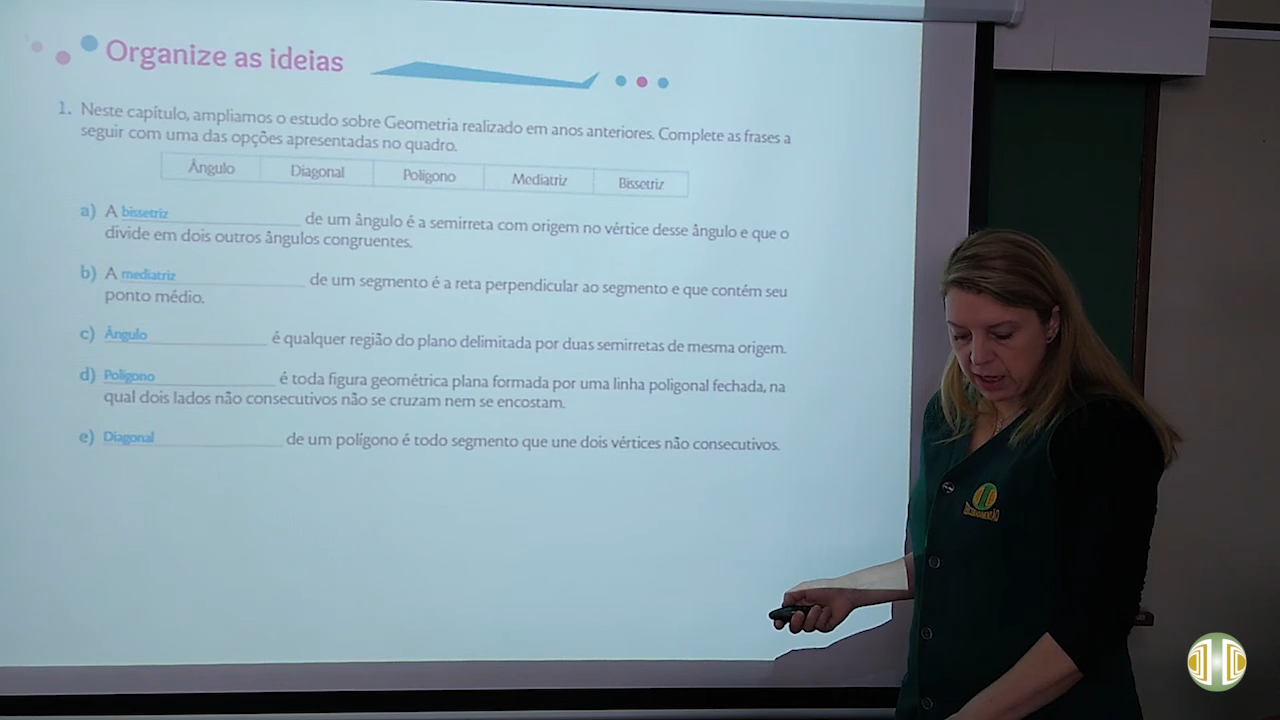 Organize as ideias
1. Neste capítulo, ampliamos o estudo sobre Geometria realizado em anos anteriores. Complete as frases a
seguir com uma das opções apresentadas no quadro.
Ângulo Diagonal Polígono Mediatriz Bissetriz
a) A bissetriz de um ângulo é a semirreta com origem no vértice desse ângulo e que o
divide em dois outros ângulos congruentes.
b) A mediatriz de um segmento é a reta perpendicular ao segmento e que contém seu
ponto médio.
c) Ângulo é qualquer região do plano delimitada por duas semirretas de mesma origem.
d) Polígono é toda figura geométrica plana formada por uma linha poligonal fechada, na
qual dois lados não consecutivos não se cruzam nem se encostam.
e) Diagonal de um polígono é todo segmento que une dois vértices não consecutivos.